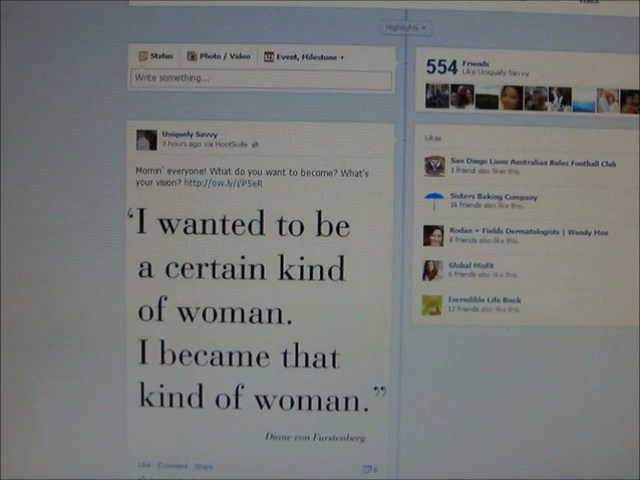 Highlights
Status
Photo / Video
Event, Milestone +
Write something...
554 Friends
Like Uniquely Savvy
Uniquely Savvy
3 hours ago via HootSuite
Mornin' everyone! What do you want to become? What's
your vision? http://ow.ly/i/P5eR
‘I wanted to be
a certain kind
of woman.
I became that
kind of woman.”
Diane von Furstenberg
Like Comment Share
Likes
San Diego Lions Australian Rules Football Club
1 friend also likes this.
Sisters Baking Company
16 friends also like this.
Rodan + Fields Dermatologists | Wendy Moe
8 friends also like this.
Global Misfit
6 friends also like this.
Incredible Life Book
12 friends also like this.